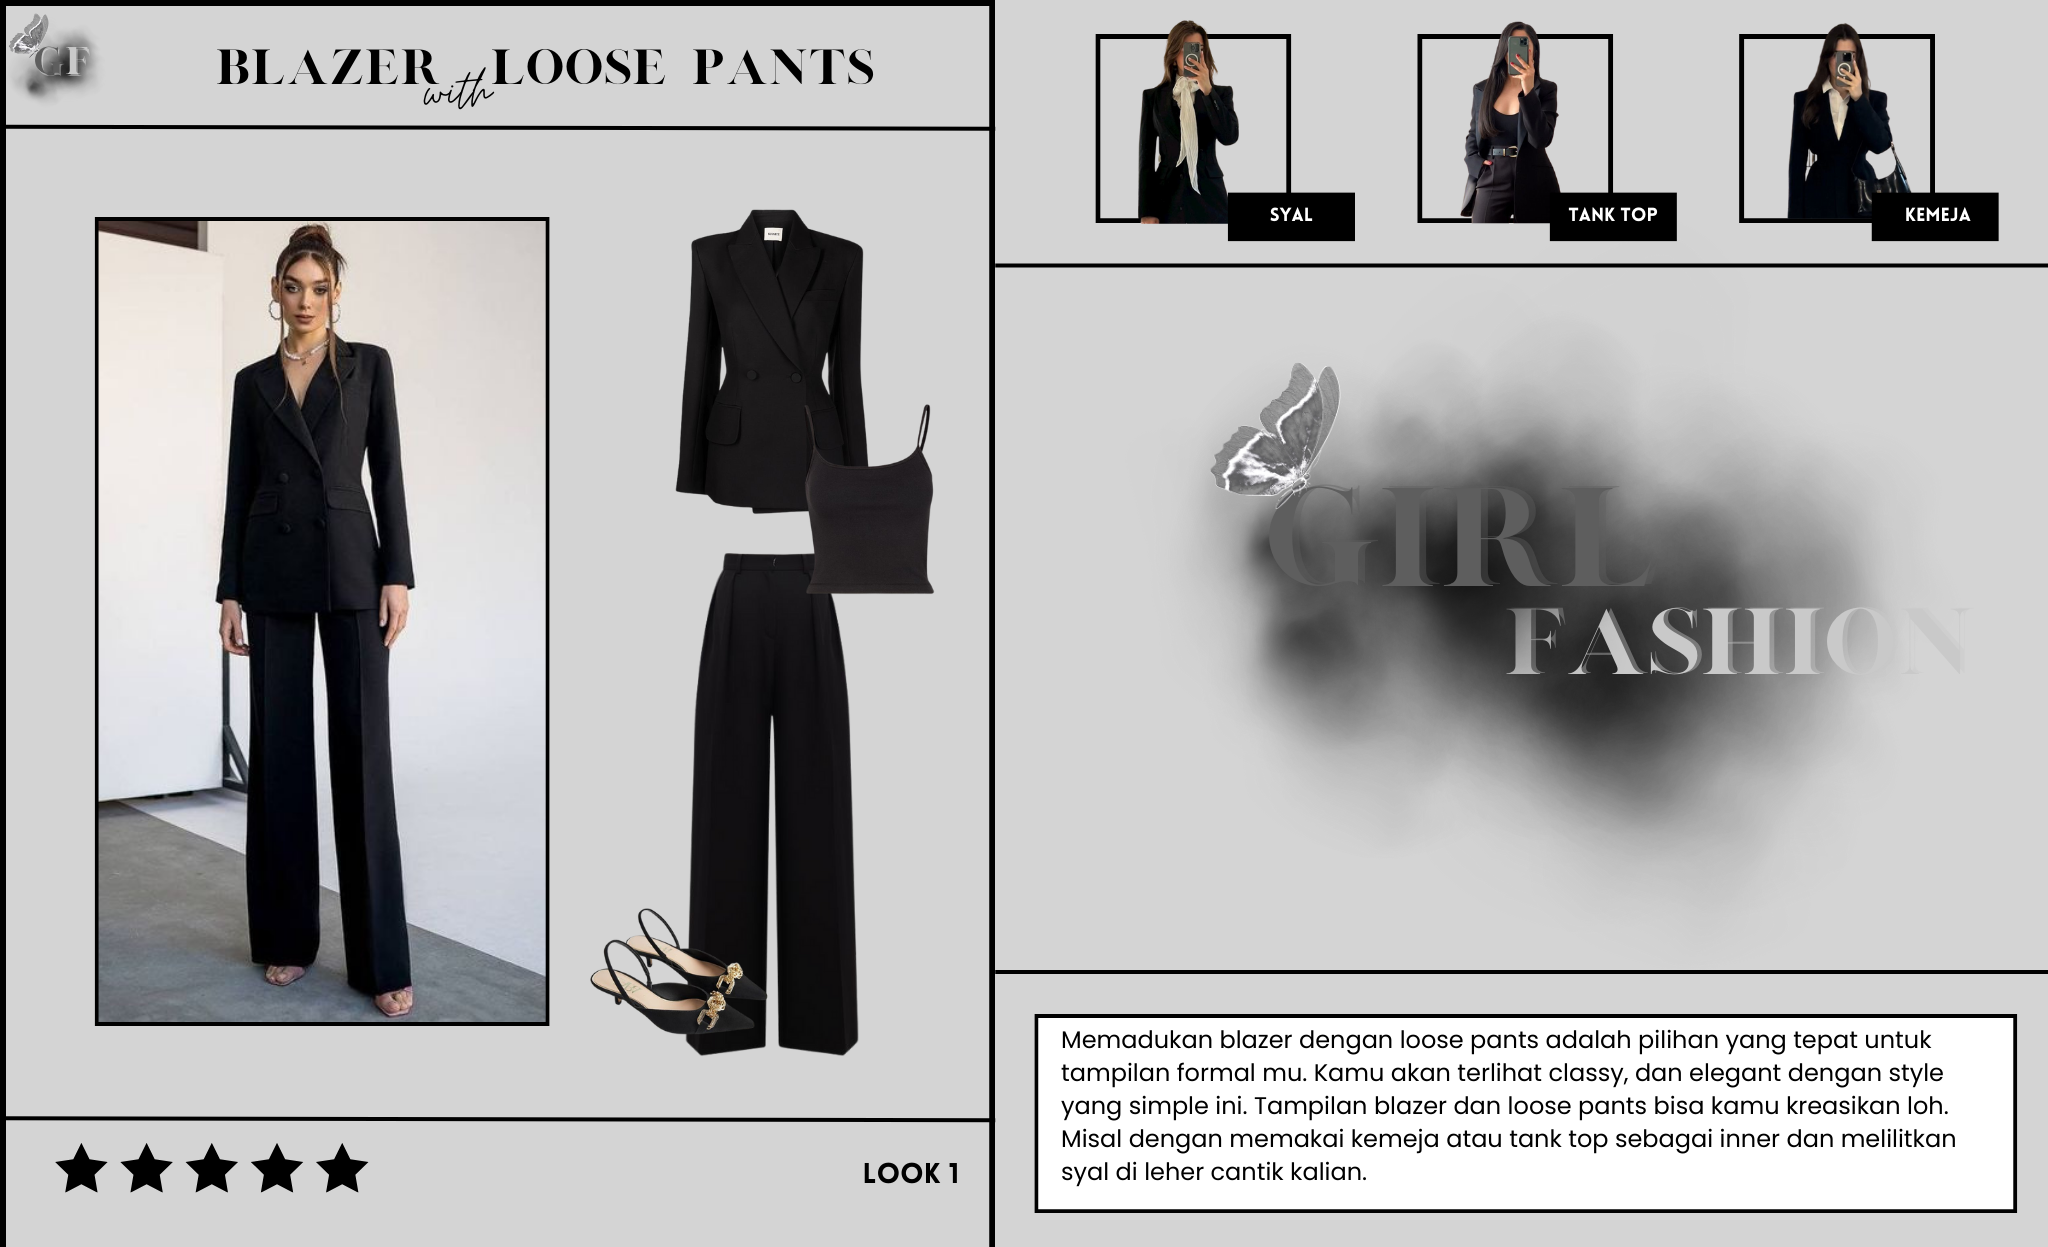 GF
BLAZER with LOOSE PANTS
LOOK 1
SYAL
TANK TOP
KEMEJA
GIRL
FASHION
Memadukan blazer dengan loose pants adalah pilihan yang tepat untuk
tampilan formal mu. Kamu akan terlihat classy, dan elegant dengan style
yang simple ini. Tampilan blazer dan loose pants bisa kamu kreasikan loh.
Misal dengan memakai kemeja atau tank top sebagai inner dan melilitkan
syal di leher cantik kalian.